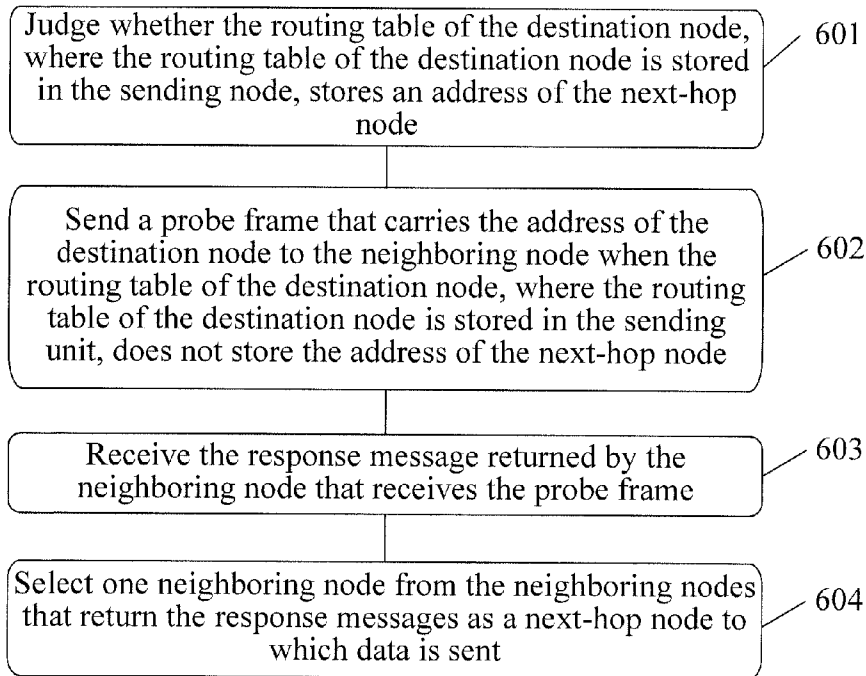 Judge whether the routing table of the destination node,
where the routing table of the destination node is stored
in the sending node, stores an address of the next-hop
node
601
Send a probe frame that carries the address of the
destination node to the neighboring node when the
routing table of the destination node, where the routing
table of the destination node is stored in the sending
unit, does not store the address of the next-hop node
602
Receive the response message returned by the
neighboring node that receives the probe frame
603
Select one neighboring node from the neighboring nodes
that return the response messages as a next-hop node to
which data is sent
604